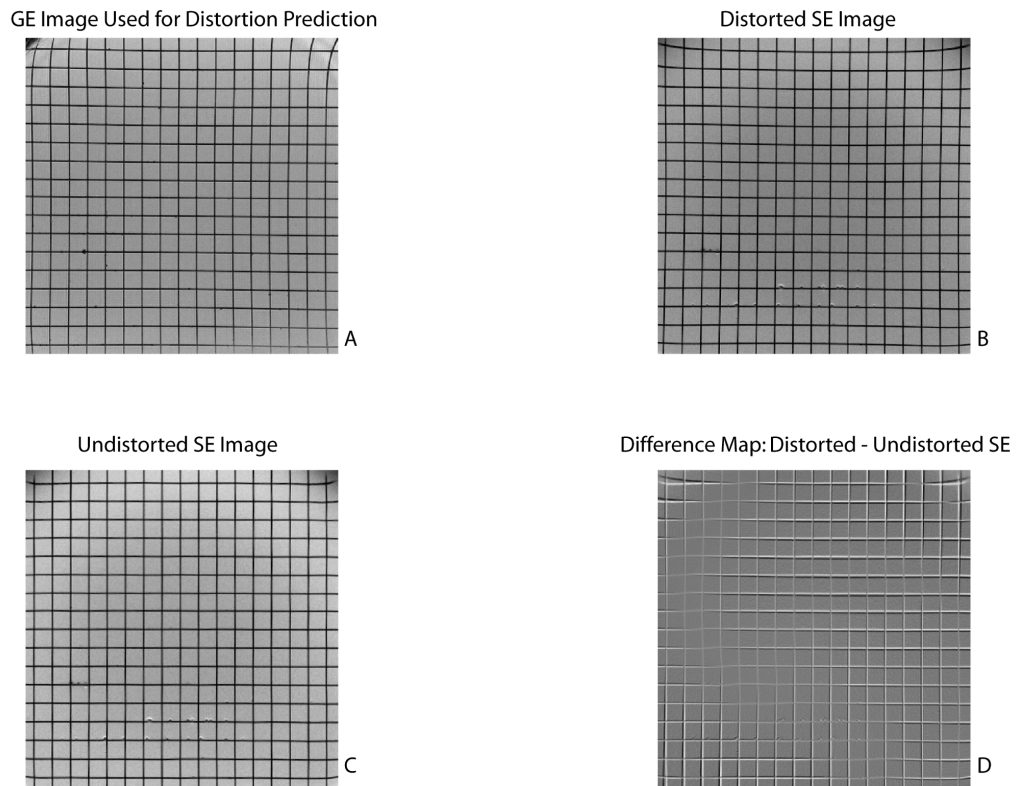 GE Image Used for Distortion Prediction
Distorted SE Image
A
B
Undistorted SE Image
Difference Map: Distorted - Undistorted SE
C
D